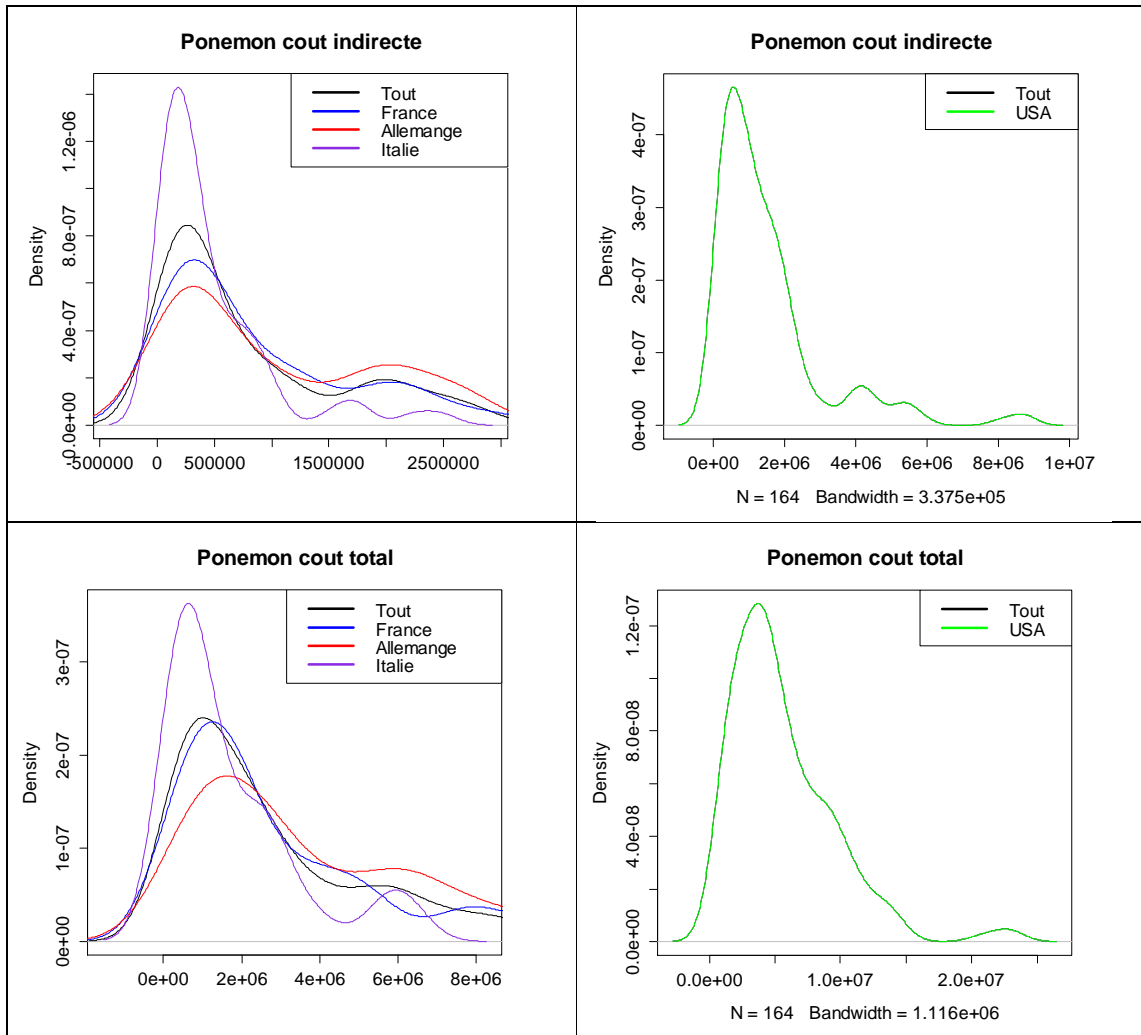 Ponemon cout indirecte
Tout
France
Allemange
Italie
Density
0.0e+00
4.0e-07
8.0e-07
1.2e-06
-500000 0 500000 1500000 2500000
Ponemon cout indirecte
Tout
USA
Density
0e+00
1e-07
2e-07
3e-07
4e-07
0e+00 2e+06 4e+06 6e+06 8e+06 1e+07
N = 164 Bandwidth = 3.375e+05
Ponemon cout total
Tout
France
Allemange
Italie
Density
0e+00
1e-07
2e-07
3e-07
0e+00 2e+06 4e+06 6e+06 8e+06
Ponemon cout total
Tout
USA
Density
0.0e+00
4.0e-08
8.0e-08
1.2e-07
0.0e+00 1.0e+07 2.0e+07
N = 164 Bandwidth = 1.116e+06